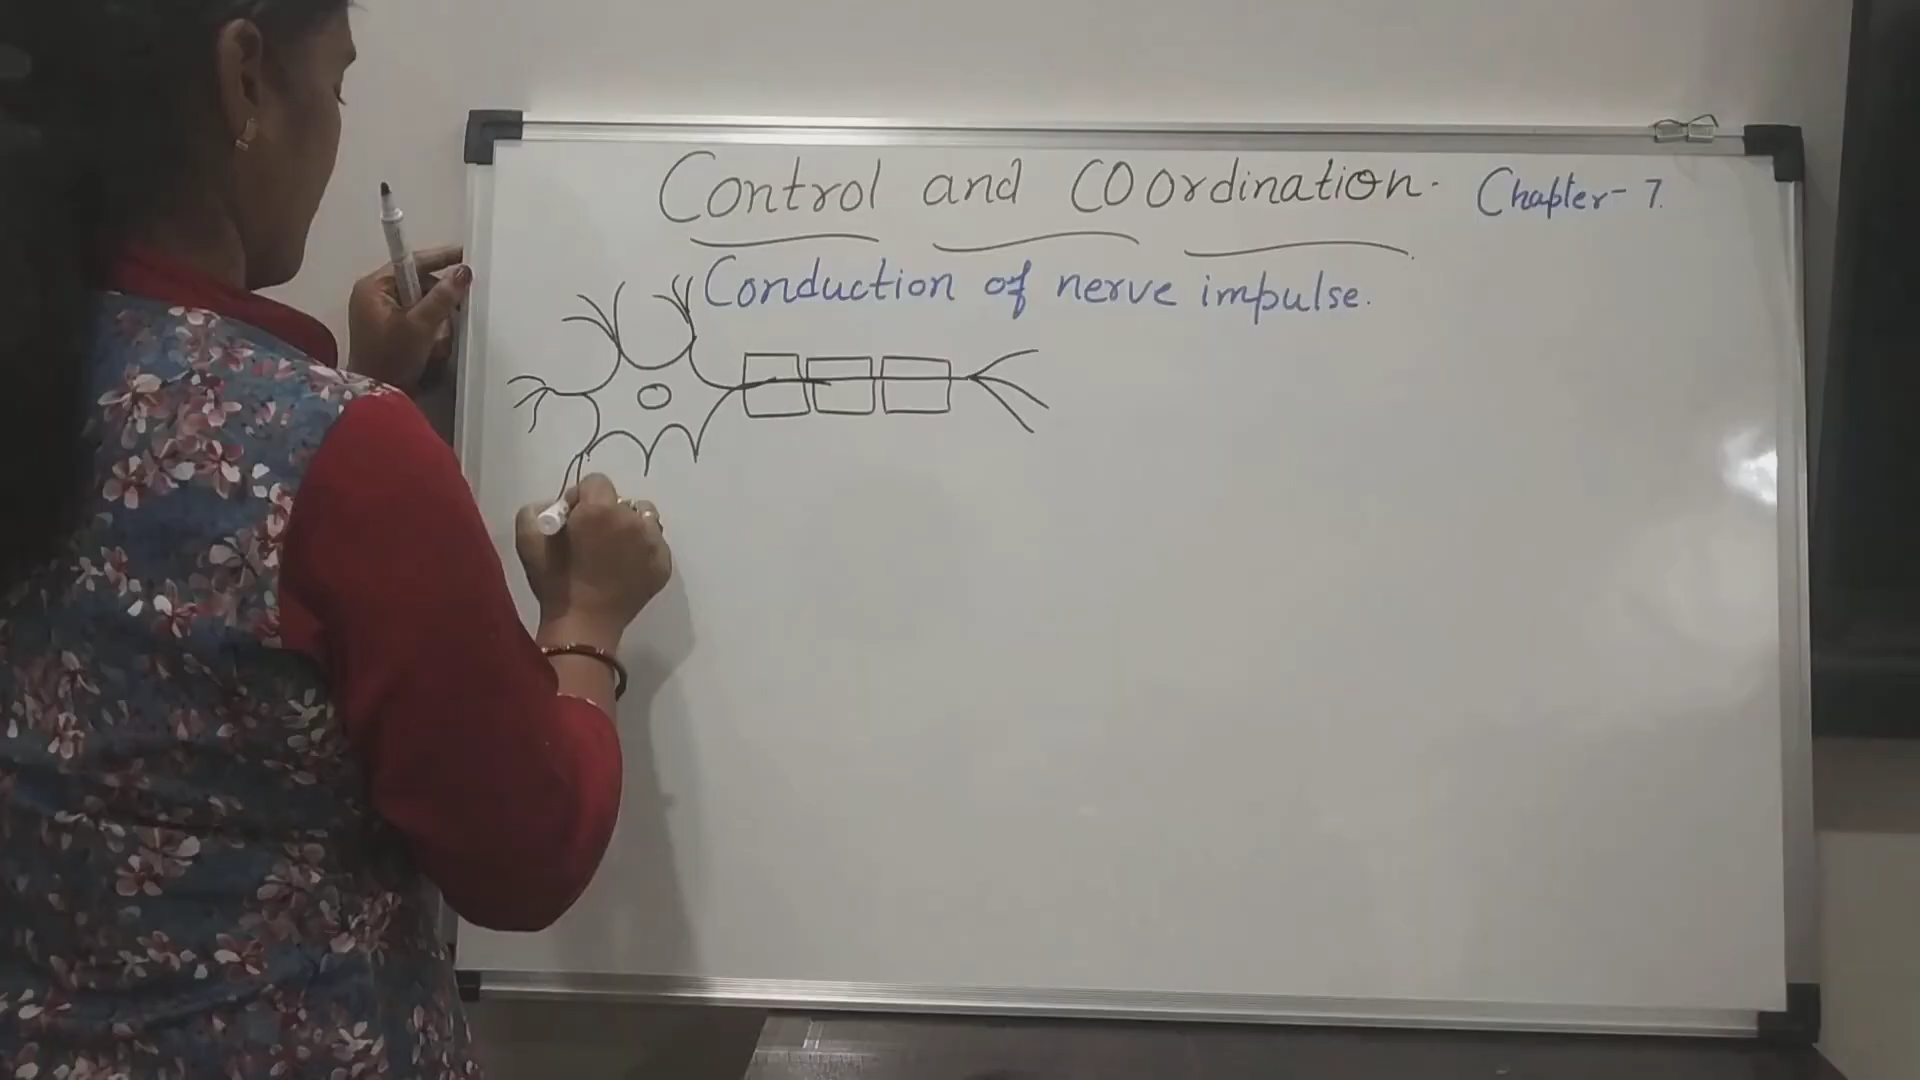 Control and COordination. Chapter- 7.
Conduction of nerve impulse.